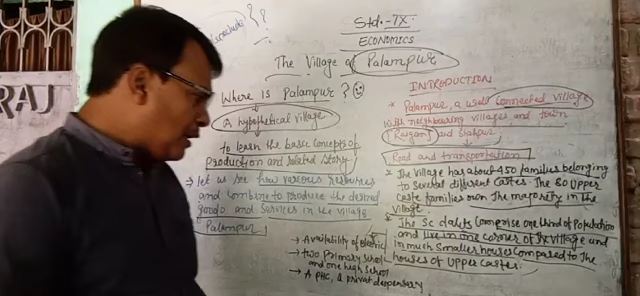 RAJ
Std.-IX
ECONOMICS
The Village of Palampur
Where is Palampur?
A hypothetical village
to learn the basic concepts of
Production and related story
→ let us see how various resources
and combine to produce the desired
goods and services in the village
Palampur
→ Availability of
→ two primary school
and one high school
→ A PHC, & privat dispensary
INTRODUCTION
* Palampur, a well connected village
with neighbouring villages and town
Raiganj and Shahpur
Road and transportation
* The village has about 450 families belonging
to several different castes. The 80 Upper
caste families own the majority in the
village.
* The SC dalits comprise one third of Population
and live in one corner of the village and
in much smaller houses compared to the
houses of upper castes.